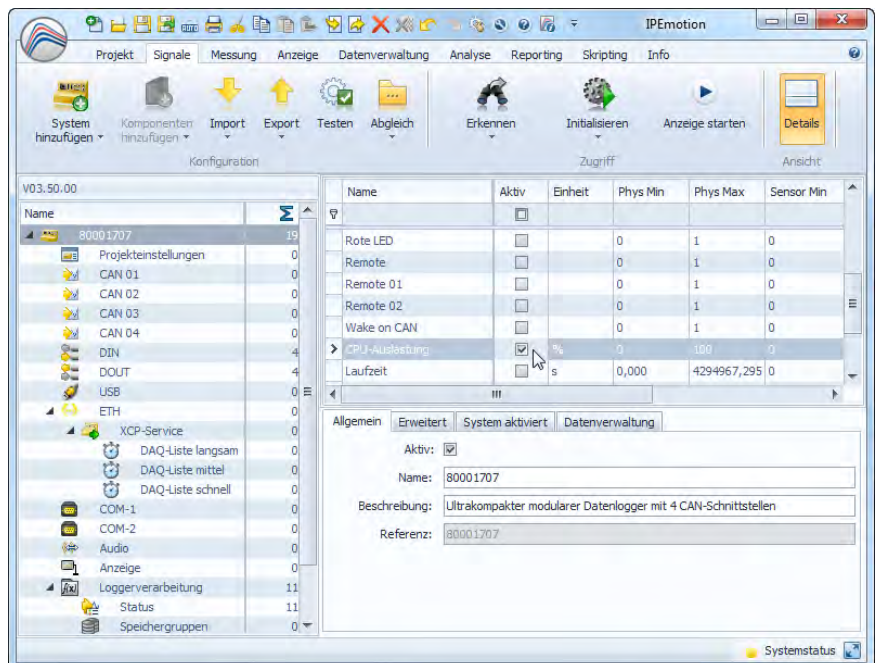 IPEmotion
Projekt Signale Messung Anzeige Datenverwaltung Analyse Reporting Skripting Info
System hinzufügen Komponenten hinzufügen Import Export Testen Abgleich Erkennen Initialisieren Anzeige starten Details
Konfiguration Zugriff Ansicht
V03.50.00
Name Σ
80001707 19
Projekteinstellungen 0
CAN 01 0
CAN 02 0
CAN 03 0
CAN 04 0
DIN 4
DOUT 4
USB 0
ETH 0
XCP-Service 0
DAQ-Liste langsam 0
DAQ-Liste mittel 0
DAQ-Liste schnell 0
COM-1 0
COM-2 0
Audio 0
Anzeige 0
Loggerverarbeitung 11
Status 11
Speichergruppen 0
Name Aktiv Einheit Phys Min Phys Max Sensor Min
Rote LED 0 1 0
Remote 0 1 0
Remote 01 0 1 0
Remote 02 0 1 0
Wake on CAN 0 1 0
CPU-Auslastung % 0 100 0
Laufzeit s 0,000 4294967,295 0
Allgemein Erweitert System aktiviert Datenverwaltung
Aktiv:
Name: 80001707
Beschreibung: Ultrakompakter modularer Datenlogger mit 4 CAN-Schnittstellen
Referenz: 80001707
Systemstatus